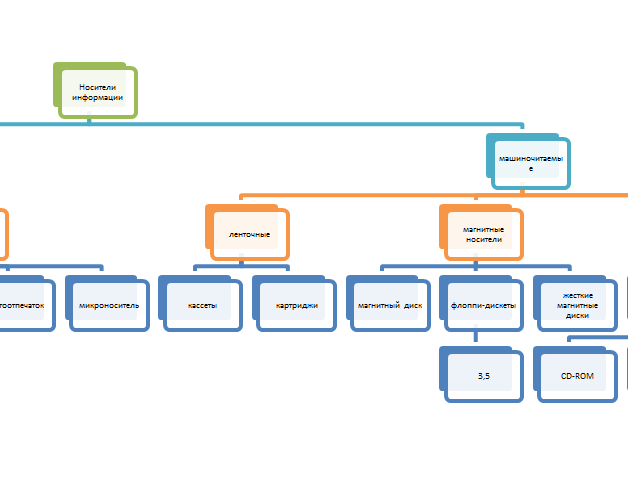 Носители
информации
машиночитаемы
е
ленточные
магнитные
носители
микроноситель
кассеты
картриджи
магнитный диск
флоппи-дискеты
жесткие
магнитные
диски
3,5
CD-ROM